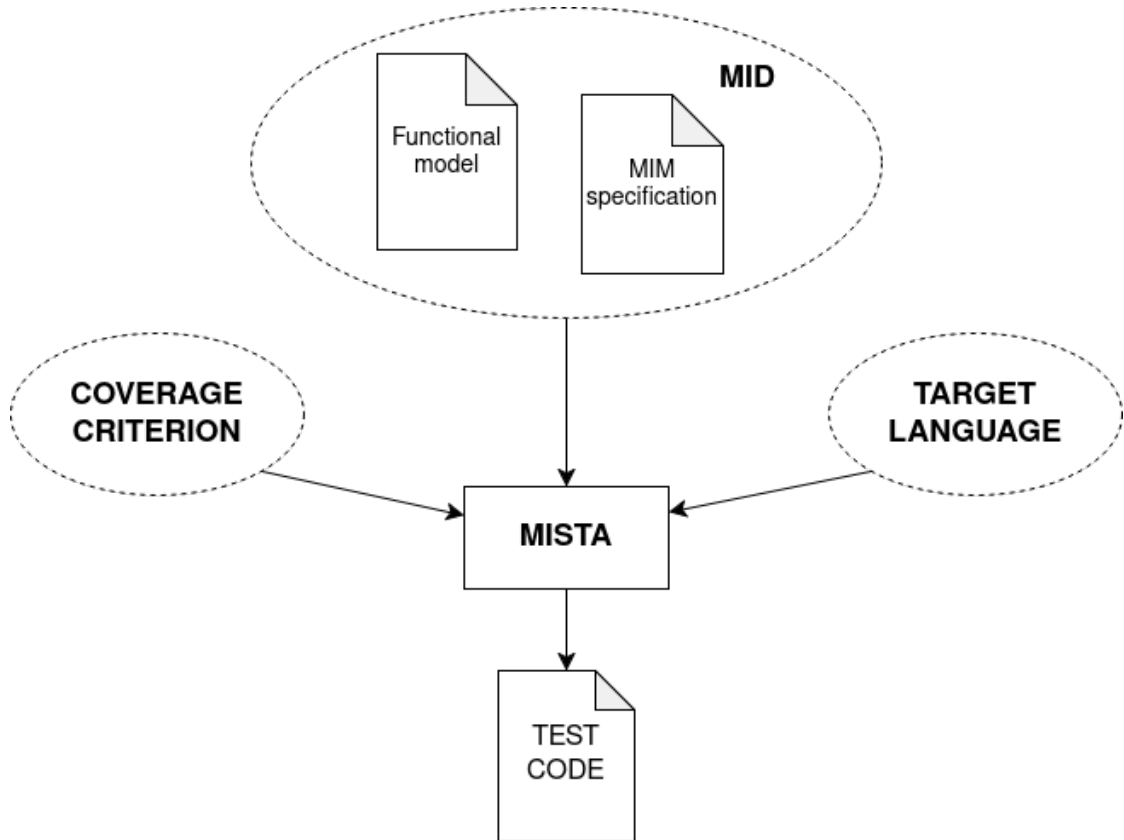 MID
Functional
model
MIM
specification
COVERAGE
CRITERION
TARGET
LANGUAGE
MISTA
TEST
CODE